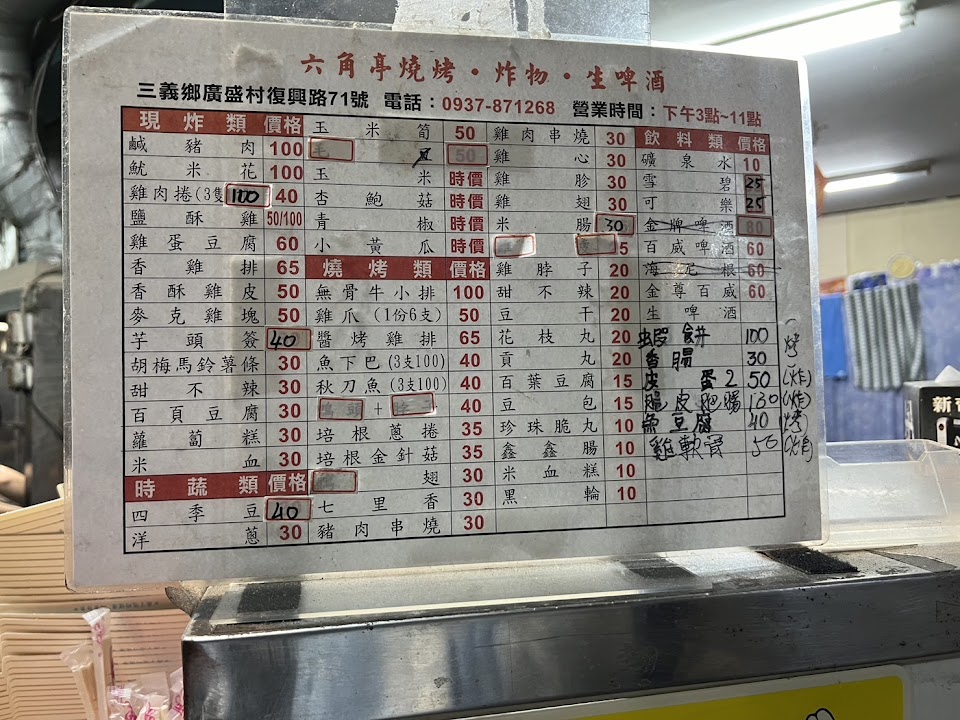 六角亭燒烤·炸物·生啤酒
三義鄉廣盛村復興路71號 電話：0937-871268 營業時間：下午3點~11點
現炸類 價格
鹹豬肉 100
魷米花 100
雞肉捲(3隻100) 40
鹽酥雞 50/100
雞蛋豆腐 60
香雞排 65
香酥雞皮 50
麥克雞塊 50
芋頭簽 40
胡梅馬鈴薯條 30
甜不辣 30
百頁豆腐 30
蘿蔔糕 30
米血 30
時蔬類 價格
四季豆 40
洋蔥 30
玉米筍 50
毛豆 50
玉米 時價
杏鮑菇 時價
青椒 時價
小黃瓜 時價
燒烤類 價格
無骨牛小排 100
雞爪(1份6支) 50
醬烤雞排 65
魚下巴(3支100) 40
秋刀魚(3支100) 40
+ 40
培根蔥捲 35
培根金針菇 35
翅 30
七里香 30
豬肉串燒 30
雞肉串燒 30
雞心 30
雞胗 30
雞翅 30
米腸 30
5
雞脖子 20
甜不辣 20
豆干 20
花枝丸 20
貢丸 20
百葉豆腐 15
豆包 15
珍珠脆丸 10
鑫鑫腸 10
米血糕 10
黑輪 10
飲料類 價格
礦泉水 10
雪碧 25
可樂 25
金牌啤酒 80
百威啤酒 60
海尼根 60
金尊百威 60
生啤酒
蝦餅 100
香腸 30 烤
皮蛋2 50 (炸)
脆皮肥腸 130 (炸)
魚豆腐 40 烤
雞軟骨 50 (炸)
新